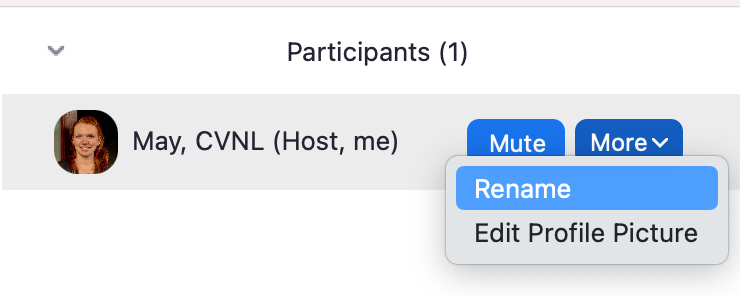 Participants (1)
May, CVNL (Host, me)
Mute
More
Rename
Edit Profile Picture